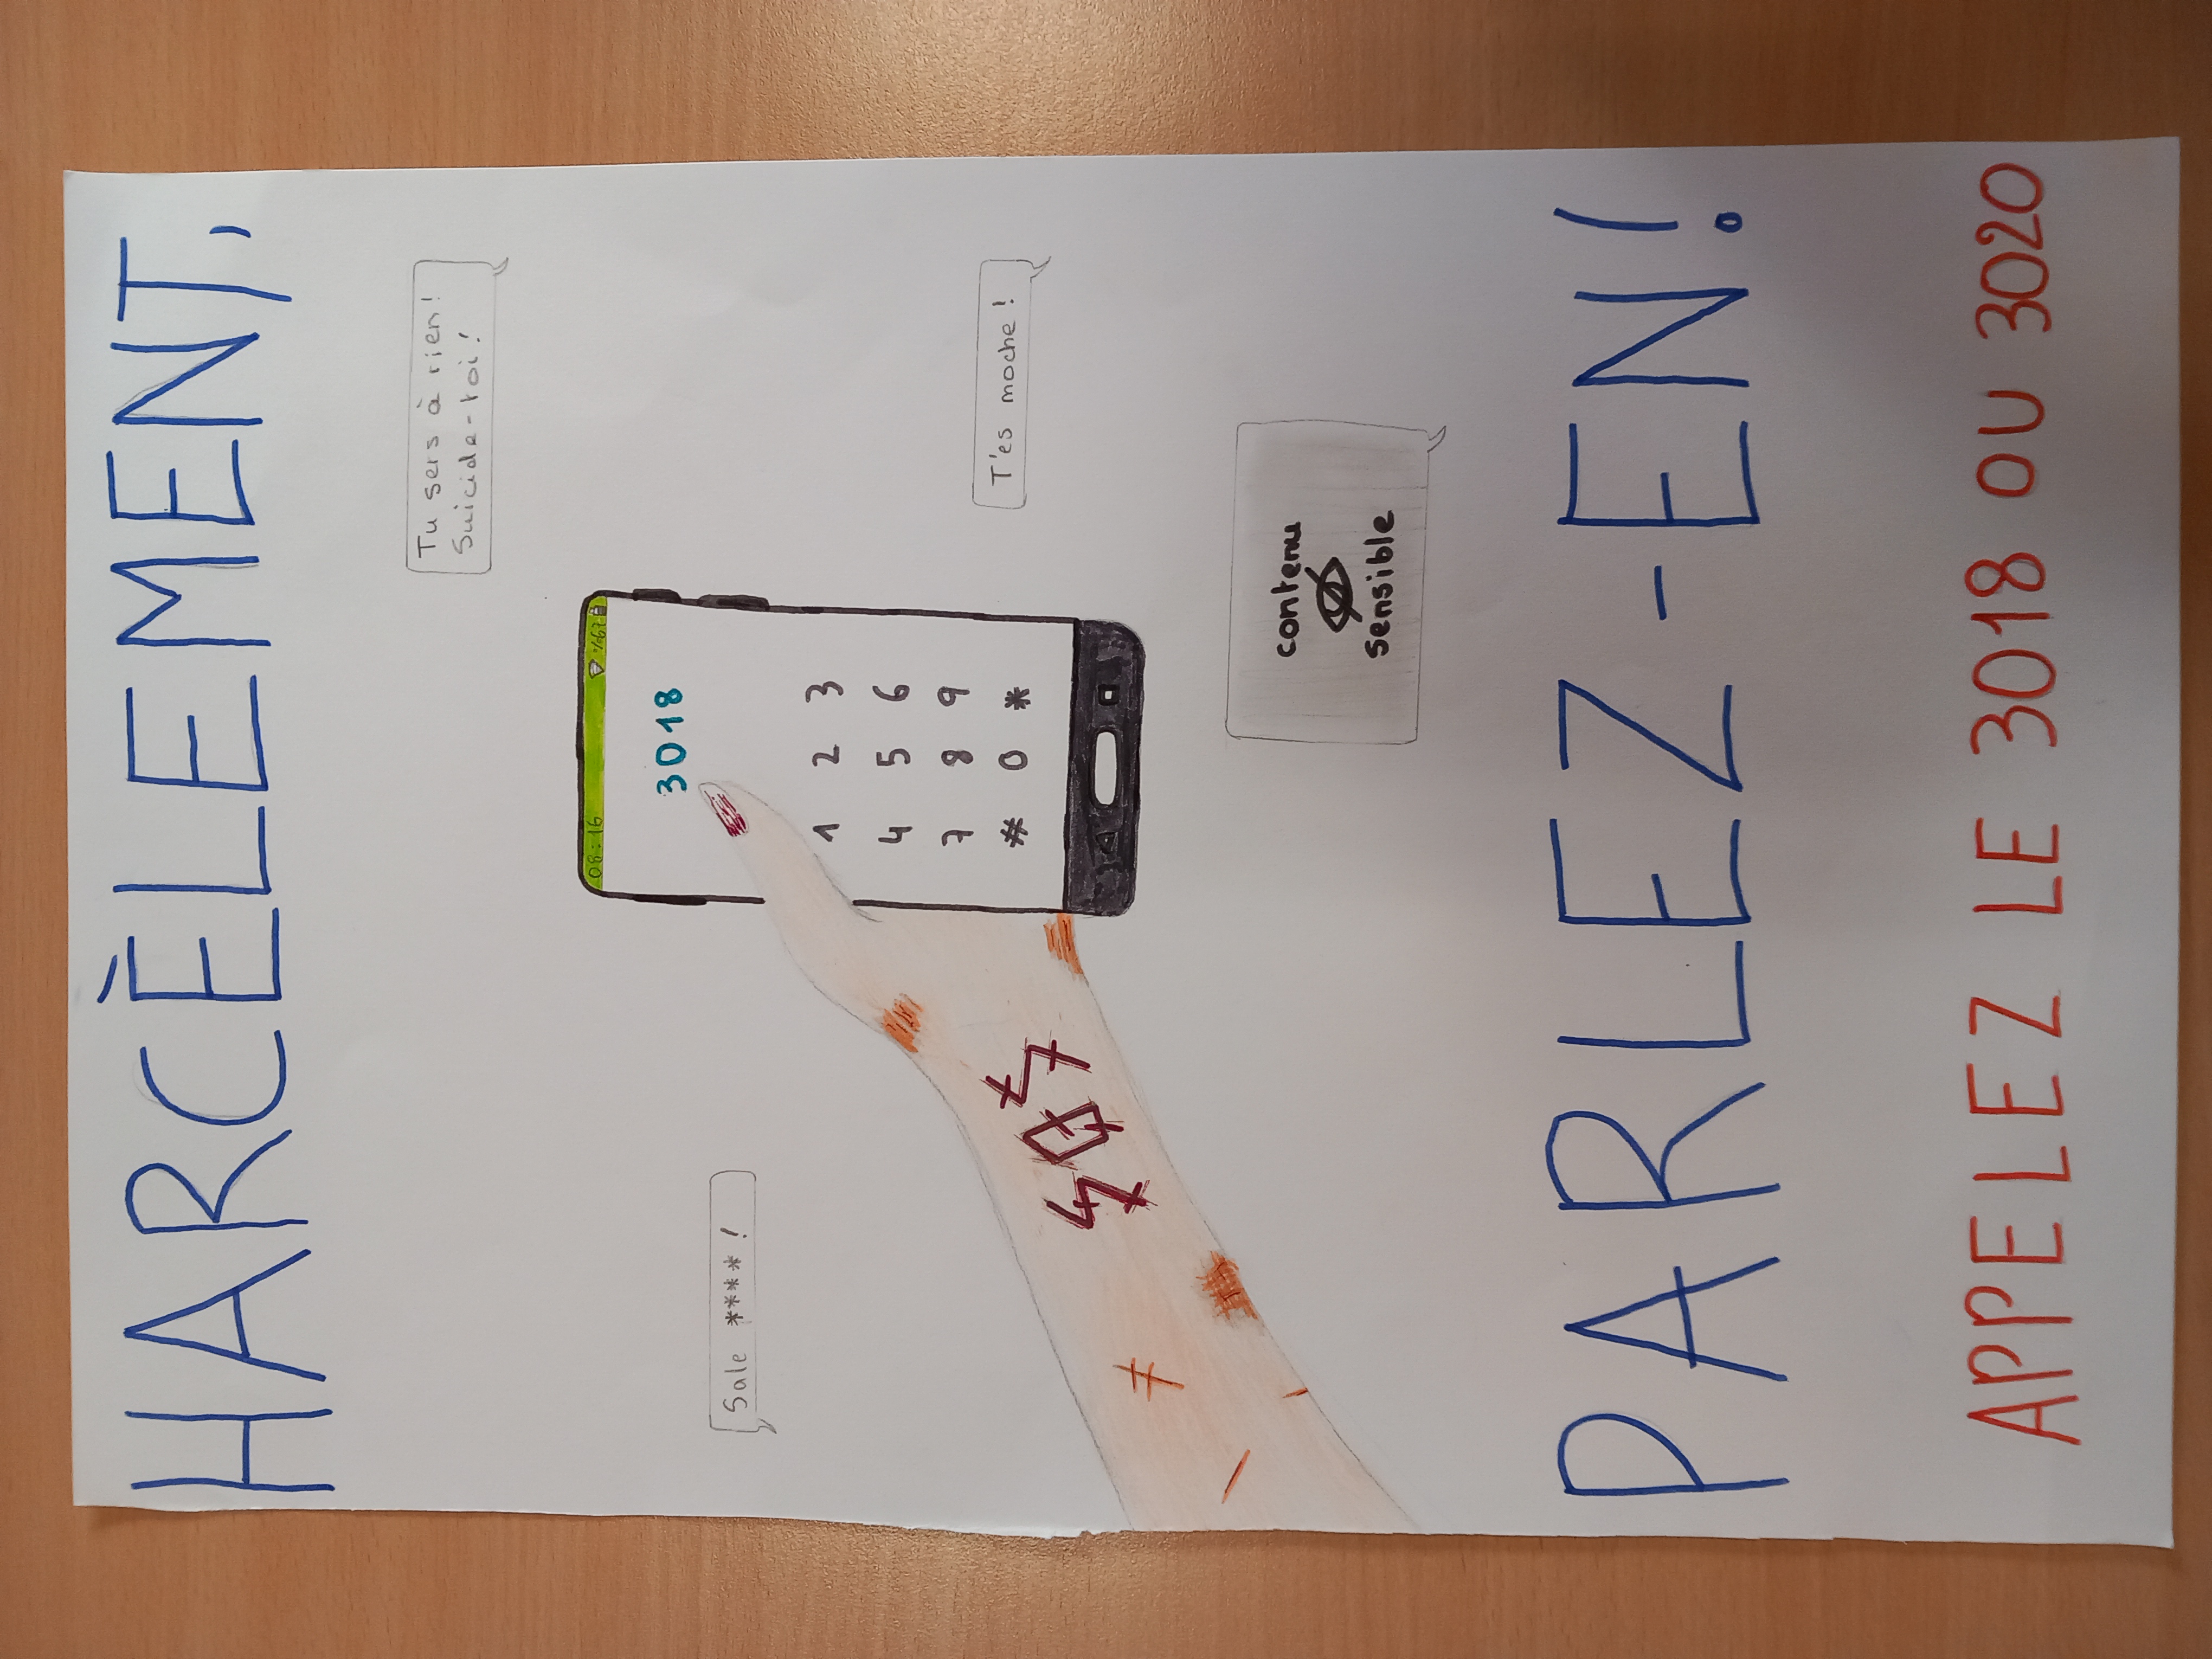 HARCÈLEMENT,
Tu sers à rien!
Suicide-toi!
08:16 %67
3018
Sale ****!
1 2 3
4 5 6
7 8 9
# 0 *
SOS
T'es moche!
contenu
sensible
PARLEZ-EN!
APPELEZ LE 3018 OU 3020